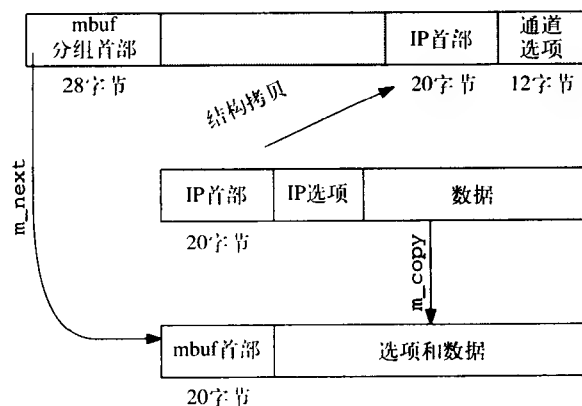 mbuf
分组首部
IP首部
通道
选项
28字节
20字节
12字节
结构拷贝
m_next
IP首部
IP选项
数据
20字节
m_copy
mbuf首部
选项和数据
20字节